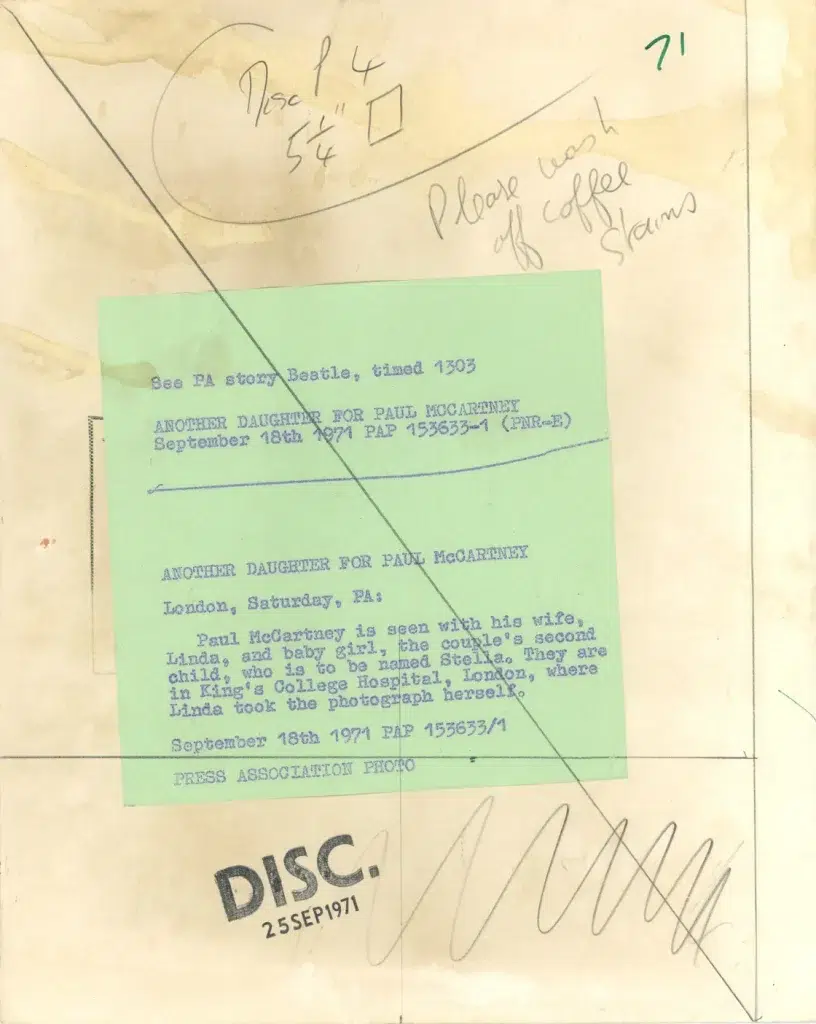 71
Disc P 4
5 1/4"
Please wash
off coffee
stains
See PA story Beatle, timed 1303
ANOTHER DAUGHTER FOR PAUL MCCARTNEY
September 18th 1971 PAP 153633-1 (PNR-E)
ANOTHER DAUGHTER FOR PAUL McCARTNEY
London, Saturday, PA:
Paul McCartney is seen with his wife,
Linda, and baby girl, the couple's second
child, who is to be named Stella. They are
in King's College Hospital, London, where
Linda took the photograph herself.
September 18th 1971 PAP 153633/1
PRESS ASSOCIATION PHOTO
DISC.
25 SEP 1971